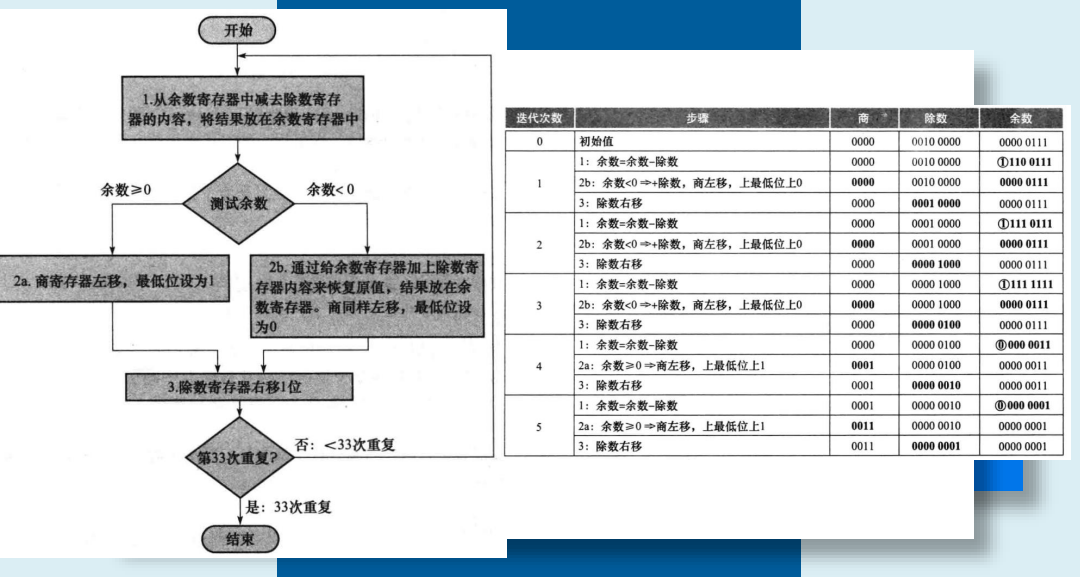 开始
1.从余数寄存器中减去除数寄存
器的内容，将结果放在余数寄存器中
余数≥0
余数< 0
测试余数
2a. 商寄存器左移，最低位设为1
2b. 通过给余数寄存器加上除数寄
存器内容来恢复原值，结果放在余
数寄存器。商同样左移，最低位设
为0
3.除数寄存器右移1位
第33次重复?
否：<33次重复
是：33次重复
结束
迭代次数 步骤 商 除数 余数
0 初始值 0000 0010 0000 0000 0111
1 1：余数=余数-除数 0000 0010 0000 ①110 0111
2b：余数<0 ⇒+除数，商左移，上最低位上0 0000 0010 0000 0000 0111
3：除数右移 0000 0001 0000 0000 0111
2 1：余数=余数-除数 0000 0001 0000 ①111 0111
2b：余数<0 ⇒+除数，商左移，上最低位上0 0000 0001 0000 0000 0111
3：除数右移 0000 0000 1000 0000 0111
3 1：余数=余数-除数 0000 0000 1000 ①111 1111
2b：余数<0 ⇒+除数，商左移，上最低位上0 0000 0000 1000 0000 0111
3：除数右移 0000 0000 0100 0000 0111
4 1：余数=余数-除数 0000 0000 0100 ⓪000 0011
2a：余数≥0 ⇒商左移，上最低位上1 0001 0000 0100 0000 0011
3：除数右移 0001 0000 0010 0000 0011
5 1：余数=余数-除数 0001 0000 0010 ⓪000 0001
2a：余数≥0 ⇒商左移，上最低位上1 0011 0000 0010 0000 0001
3：除数右移 0011 0000 0001 0000 0001